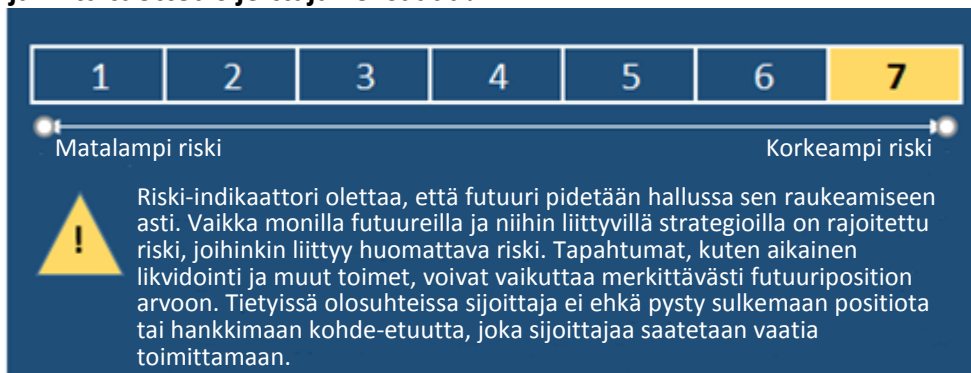 1 2 3 4 5 6 7
Matalampi riski Korkeampi riski
Riski-indikaattori olettaa, että futuuri pidetään hallussa sen raukeamiseen
asti. Vaikka monilla futuureilla ja niihin liittyvillä strategioilla on rajoitettu
riski, joihinkin liittyy huomattava riski. Tapahtumat, kuten aikainen
likvidointi ja muut toimet, voivat vaikuttaa merkittävästi futuuriposition
arvoon. Tietyissä olosuhteissa sijoittaja ei ehkä pysty sulkemaan positiota
tai hankkimaan kohde-etuutta, joka sijoittajaa saatetaan vaatia
toimittamaan.
!